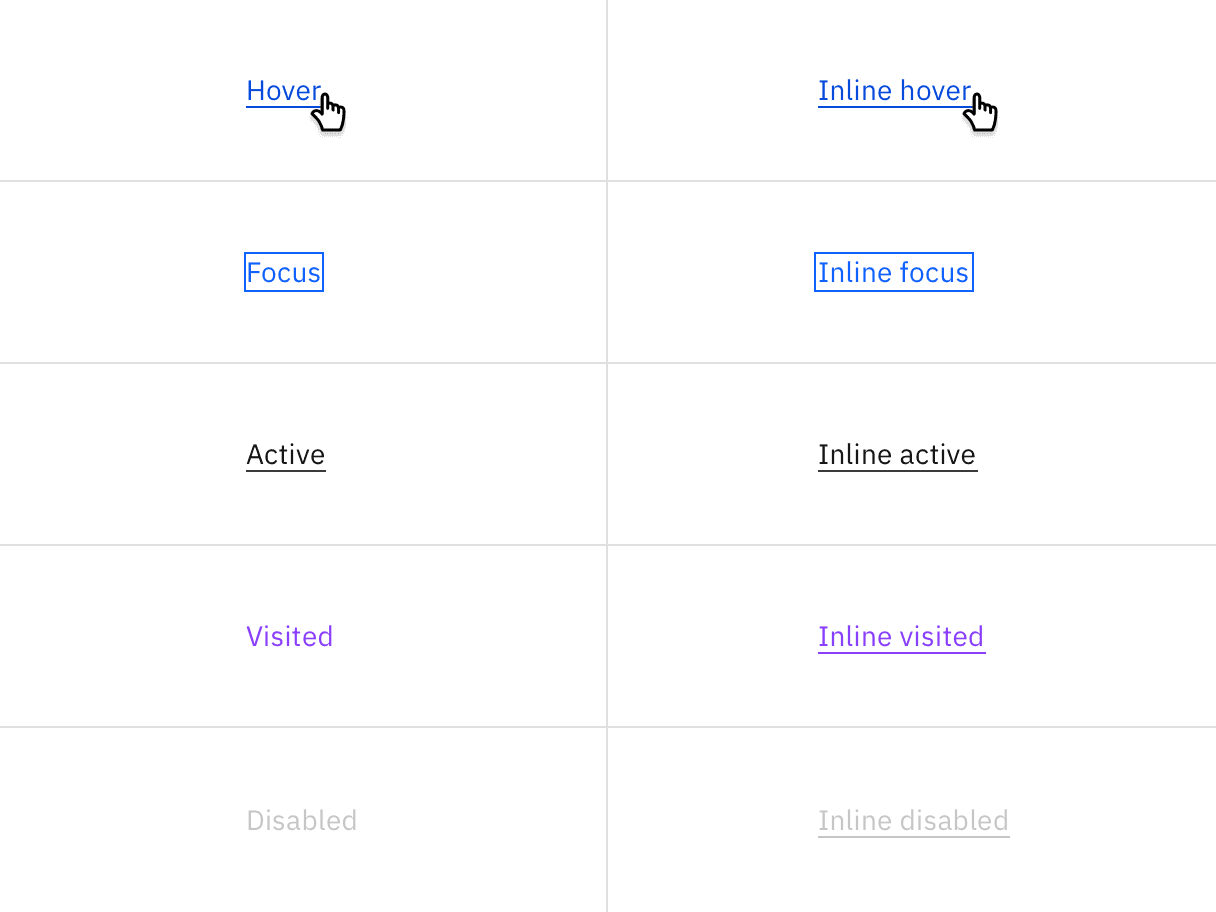 Hover
Inline hover
Focus
Inline focus
Active
Inline active
Visited
Inline visited
Disabled
Inline disabled